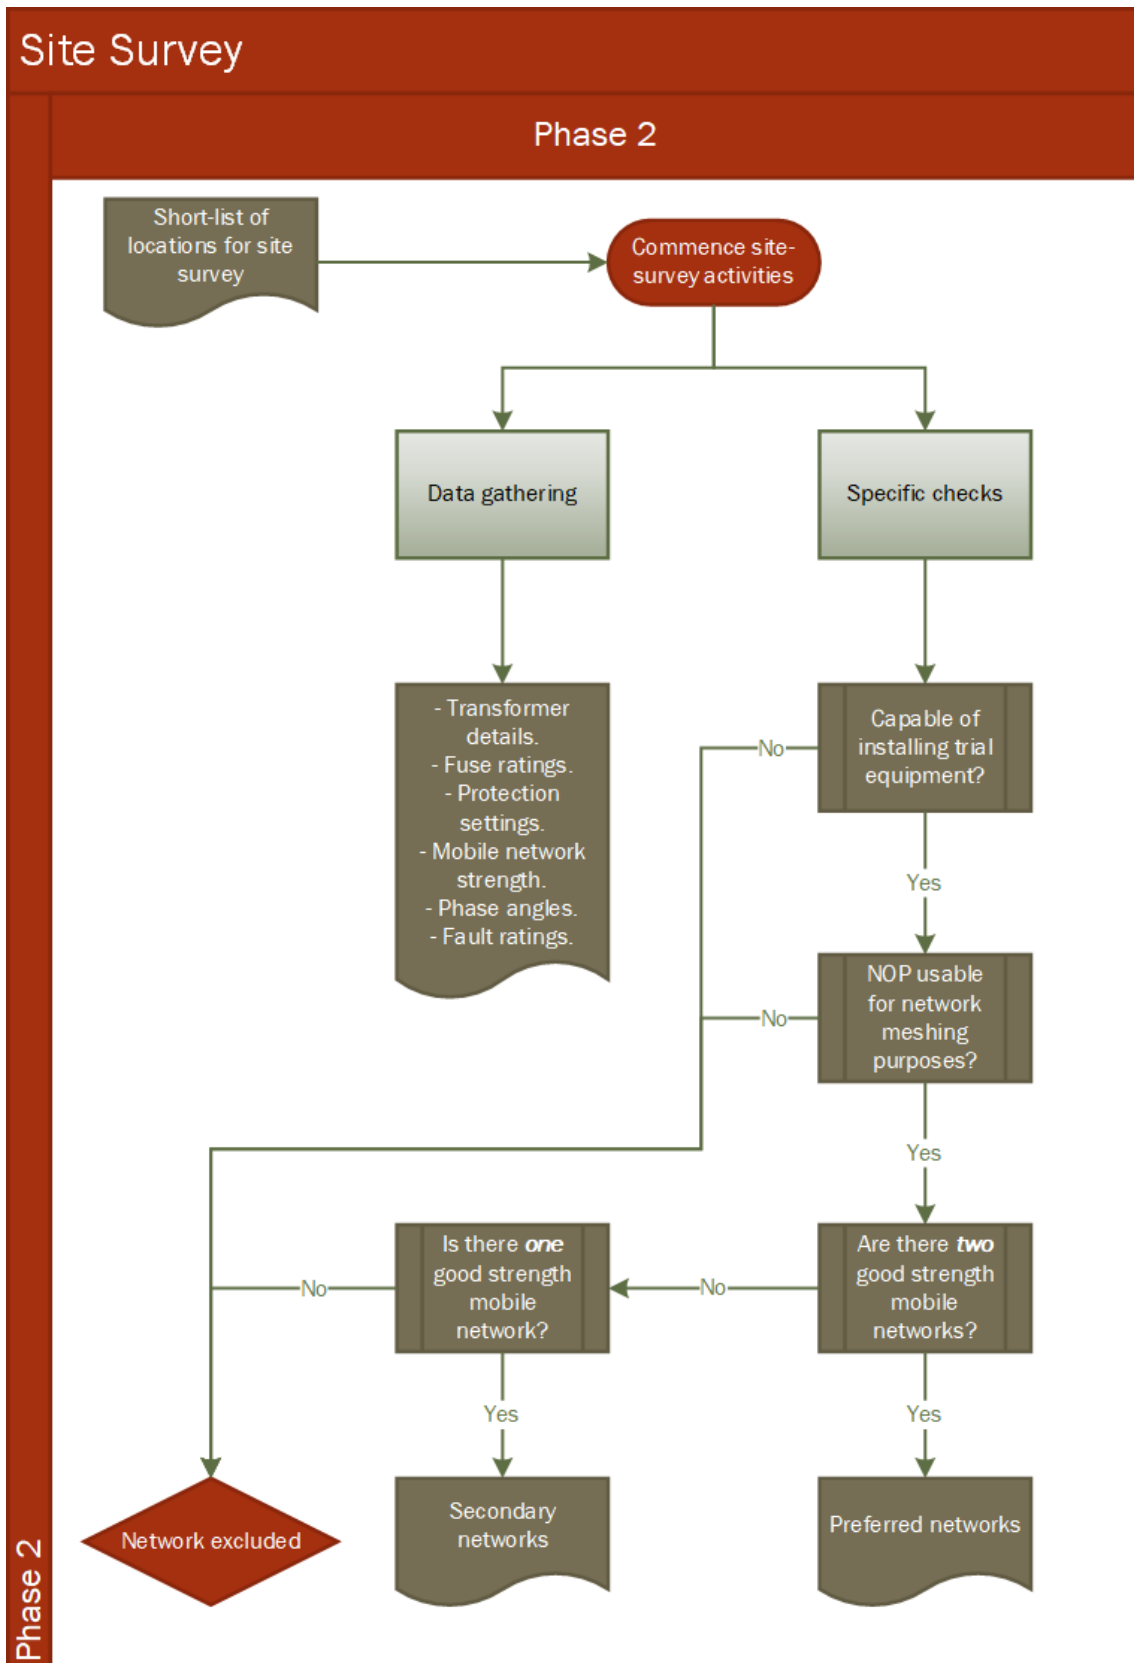 Site Survey
Phase 2
Short-list of
locations for site
survey
Commence site-
survey activities
Data gathering
Specific checks
- Transformer
details.
- Fuse ratings.
- Protection
settings.
- Mobile network
strength.
- Phase angles.
- Fault ratings.
Capable of
installing trial
equipment?
No
Yes
NOP usable
for network
meshing
purposes?
No
Yes
Are there two
good strength
mobile
networks?
No
Is there one
good strength
mobile
network?
No
Yes
Yes
Network excluded
Secondary
networks
Preferred networks
Phase 2